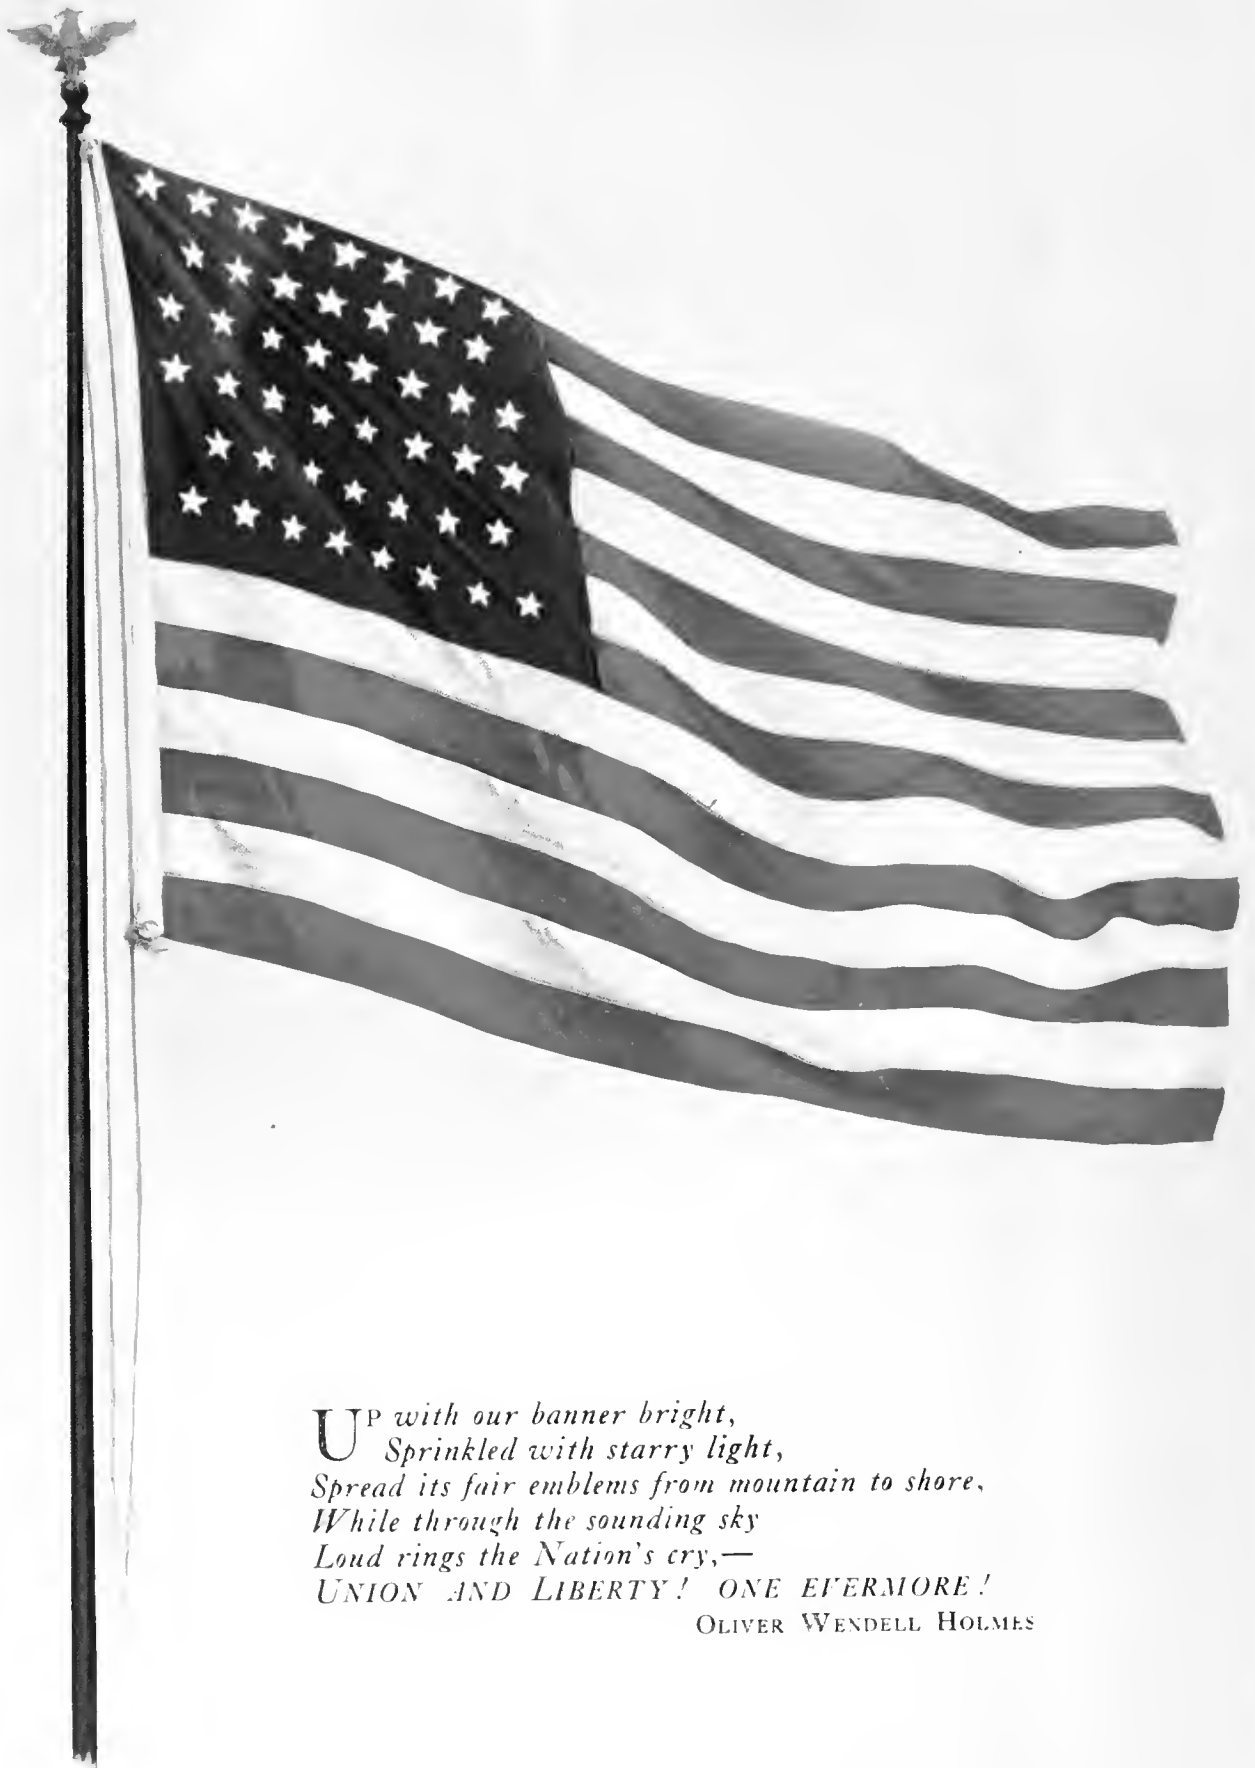 UP with our banner bright,
Sprinkled with starry light,
Spread its fair emblems from mountain to shore,
While through the sounding sky
Loud rings the Nation's cry,—
UNION AND LIBERTY! ONE EVERMORE!
OLIVER WENDELL HOLMES